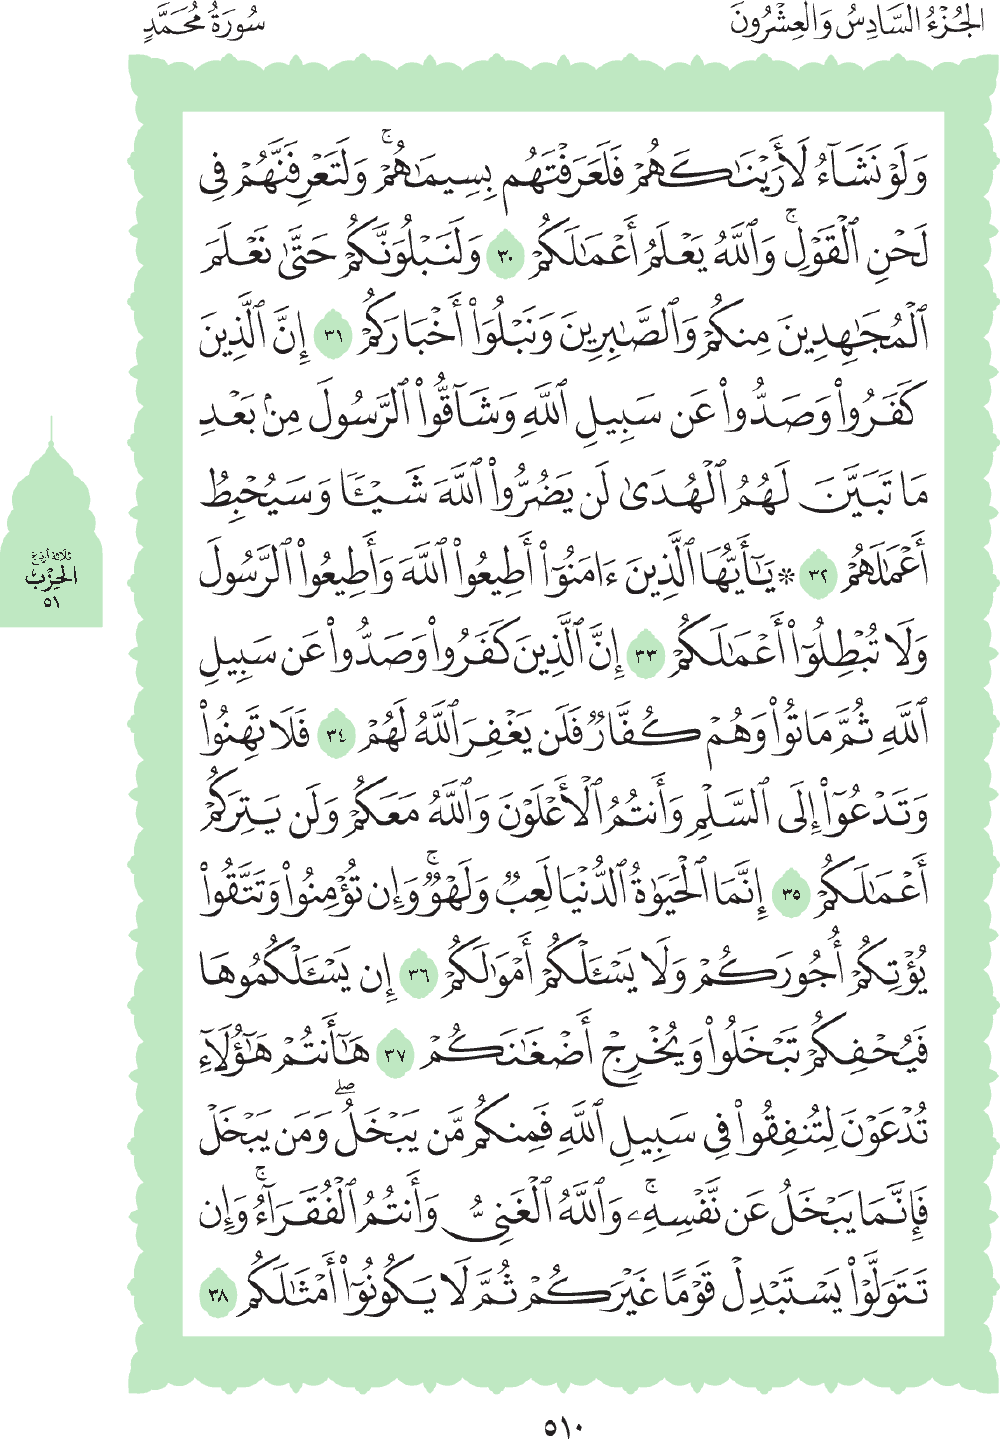 الجُزْءُ السَّادِسُ وَالْعِشْرُونَ
سُورَةُ مُحَمَّدٍ
وَلَوْ نَشَآءُ لَأَرَيْنَٰكَهُمْ فَلَعَرَفْتَهُم بِسِيمَٰهُمْۚ وَلَتَعْرِفَنَّهُمْ فِى
لَحْنِ ٱلْقَوْلِۚ وَٱللَّهُ يَعْلَمُ أَعْمَٰلَكُمْ ٣٠ وَلَنَبْلُوَنَّكُمْ حَتَّىٰ نَعْلَمَ
ٱلْمُجَٰهِدِينَ مِنكُمْ وَٱلصَّٰبِرِينَ وَنَبْلُوَا۟ أَخْبَارَكُمْ ٣١ إِنَّ ٱلَّذِينَ
كَفَرُوا۟ وَصَدُّوا۟ عَن سَبِيلِ ٱللَّهِ وَشَآقُّوا۟ ٱلرَّسُولَ مِنۢ بَعْدِ
مَا تَبَيَّنَ لَهُمُ ٱلْهُدَىٰ لَن يَضُرُّوا۟ ٱللَّهَ شَيْـًٔا وَسَيُحْبِطُ
أَعْمَٰلَهُمْ ٣٢ ۞ يَٰٓأَيُّهَا ٱلَّذِينَ ءَامَنُوٓا۟ أَطِيعُوا۟ ٱللَّهَ وَأَطِيعُوا۟ ٱلرَّسُولَ
وَلَا تُبْطِلُوٓا۟ أَعْمَٰلَكُمْ ٣٣ إِنَّ ٱلَّذِينَ كَفَرُوا۟ وَصَدُّوا۟ عَن سَبِيلِ
ٱللَّهِ ثُمَّ مَاتُوا۟ وَهُمْ كُفَّارٌ فَلَن يَغْفِرَ ٱللَّهُ لَهُمْ ٣٤ فَلَا تَهِنُوا۟
وَتَدْعُوٓا۟ إِلَى ٱلسَّلْمِ وَأَنتُمُ ٱلْأَعْلَوْنَ وَٱللَّهُ مَعَكُمْ وَلَن يَتِرَكُمْ
أَعْمَٰلَكُمْ ٣٥ إِنَّمَا ٱلْحَيَوٰةُ ٱلدُّنْيَا لَعِبٌ وَلَهْوٌۚ وَإِن تُؤْمِنُوا۟ وَتَتَّقُوا۟
يُؤْتِكُمْ أُجُورَكُمْ وَلَا يَسْـَٔلْكُمْ أَمْوَٰلَكُمْ ٣٦ إِن يَسْـَٔلْكُمُوهَا
فَيُحْفِكُمْ تَبْخَلُوا۟ وَيُخْرِجْ أَضْغَٰنَكُمْ ٣٧ هَٰٓأَنتُمْ هَٰٓؤُلَآءِ
تُدْعَوْنَ لِتُنفِقُوا۟ فِى سَبِيلِ ٱللَّهِ فَمِنكُم مَّن يَبْخَلُۖ وَمَن يَبْخَلْ
فَإِنَّمَا يَبْخَلُ عَن نَّفْسِهِۦۚ وَٱللَّهُ ٱلْغَنِىُّ وَأَنتُمُ ٱلْفُقَرَآءُۚ وَإِن
تَتَوَلَّوْا۟ يَسْتَبْدِلْ قَوْمًا غَيْرَكُمْ ثُمَّ لَا يَكُونُوٓا۟ أَمْثَٰلَكُم ٣٨
ثلاثة أرباع
الحِزْب
٥١
٥١٠